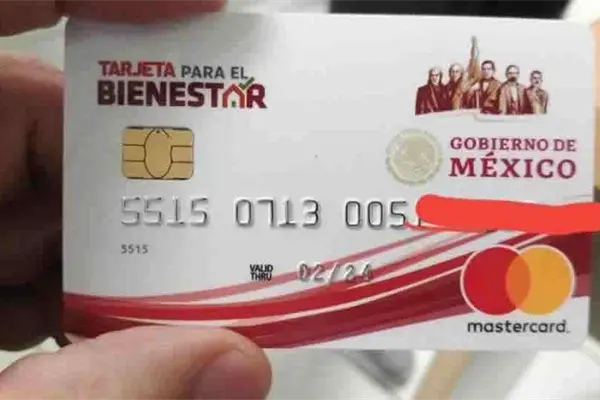 TARJETA PARA EL
BIENESTAR
GOBIERNO DE
MÉXICO
5515 0713 005
5515
VALID
THRU 02/24
mastercard.